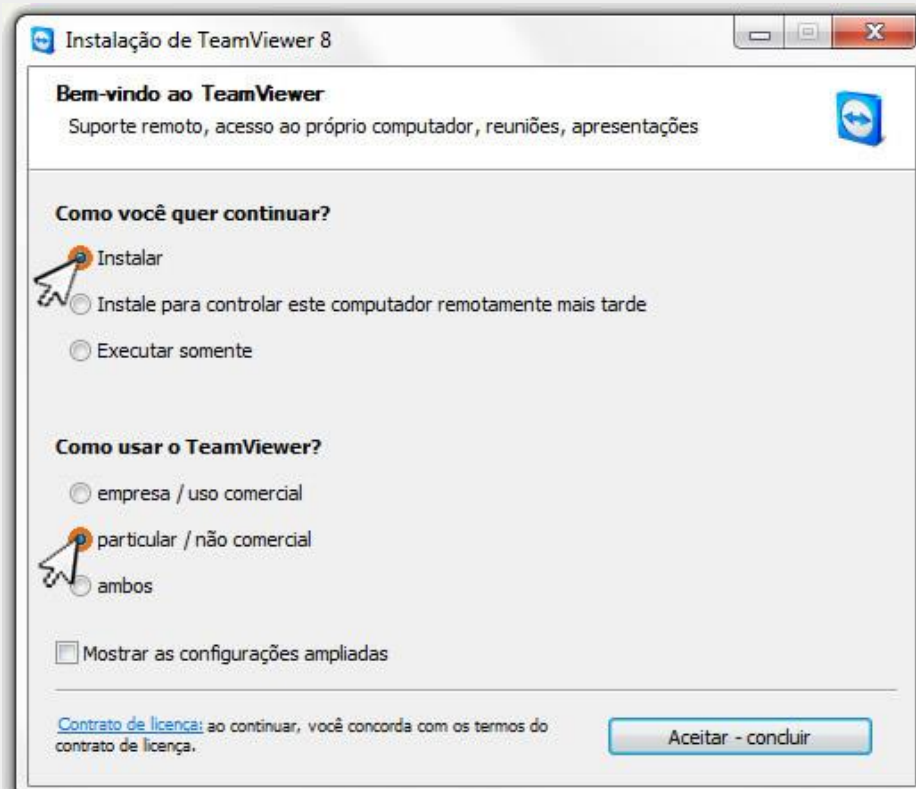 Instalação de TeamViewer 8
Bem-vindo ao TeamViewer
Suporte remoto, acesso ao próprio computador, reuniões, apresentações
Como você quer continuar?
Instalar
Instale para controlar este computador remotamente mais tarde
Executar somente
Como usar o TeamViewer?
empresa / uso comercial
particular / não comercial
ambos
Mostrar as configurações ampliadas
Contrato de licença: ao continuar, você concorda com os termos do
contrato de licença.
Aceitar - concluir